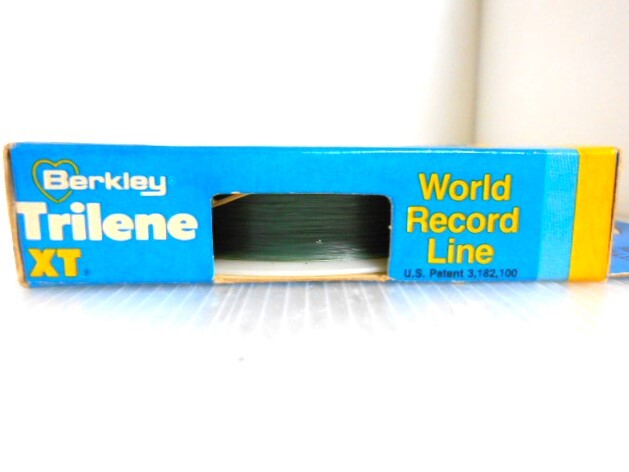 Berkley
Trilene
XT®
World
Record
Line
U.S. Patent 3,182,100